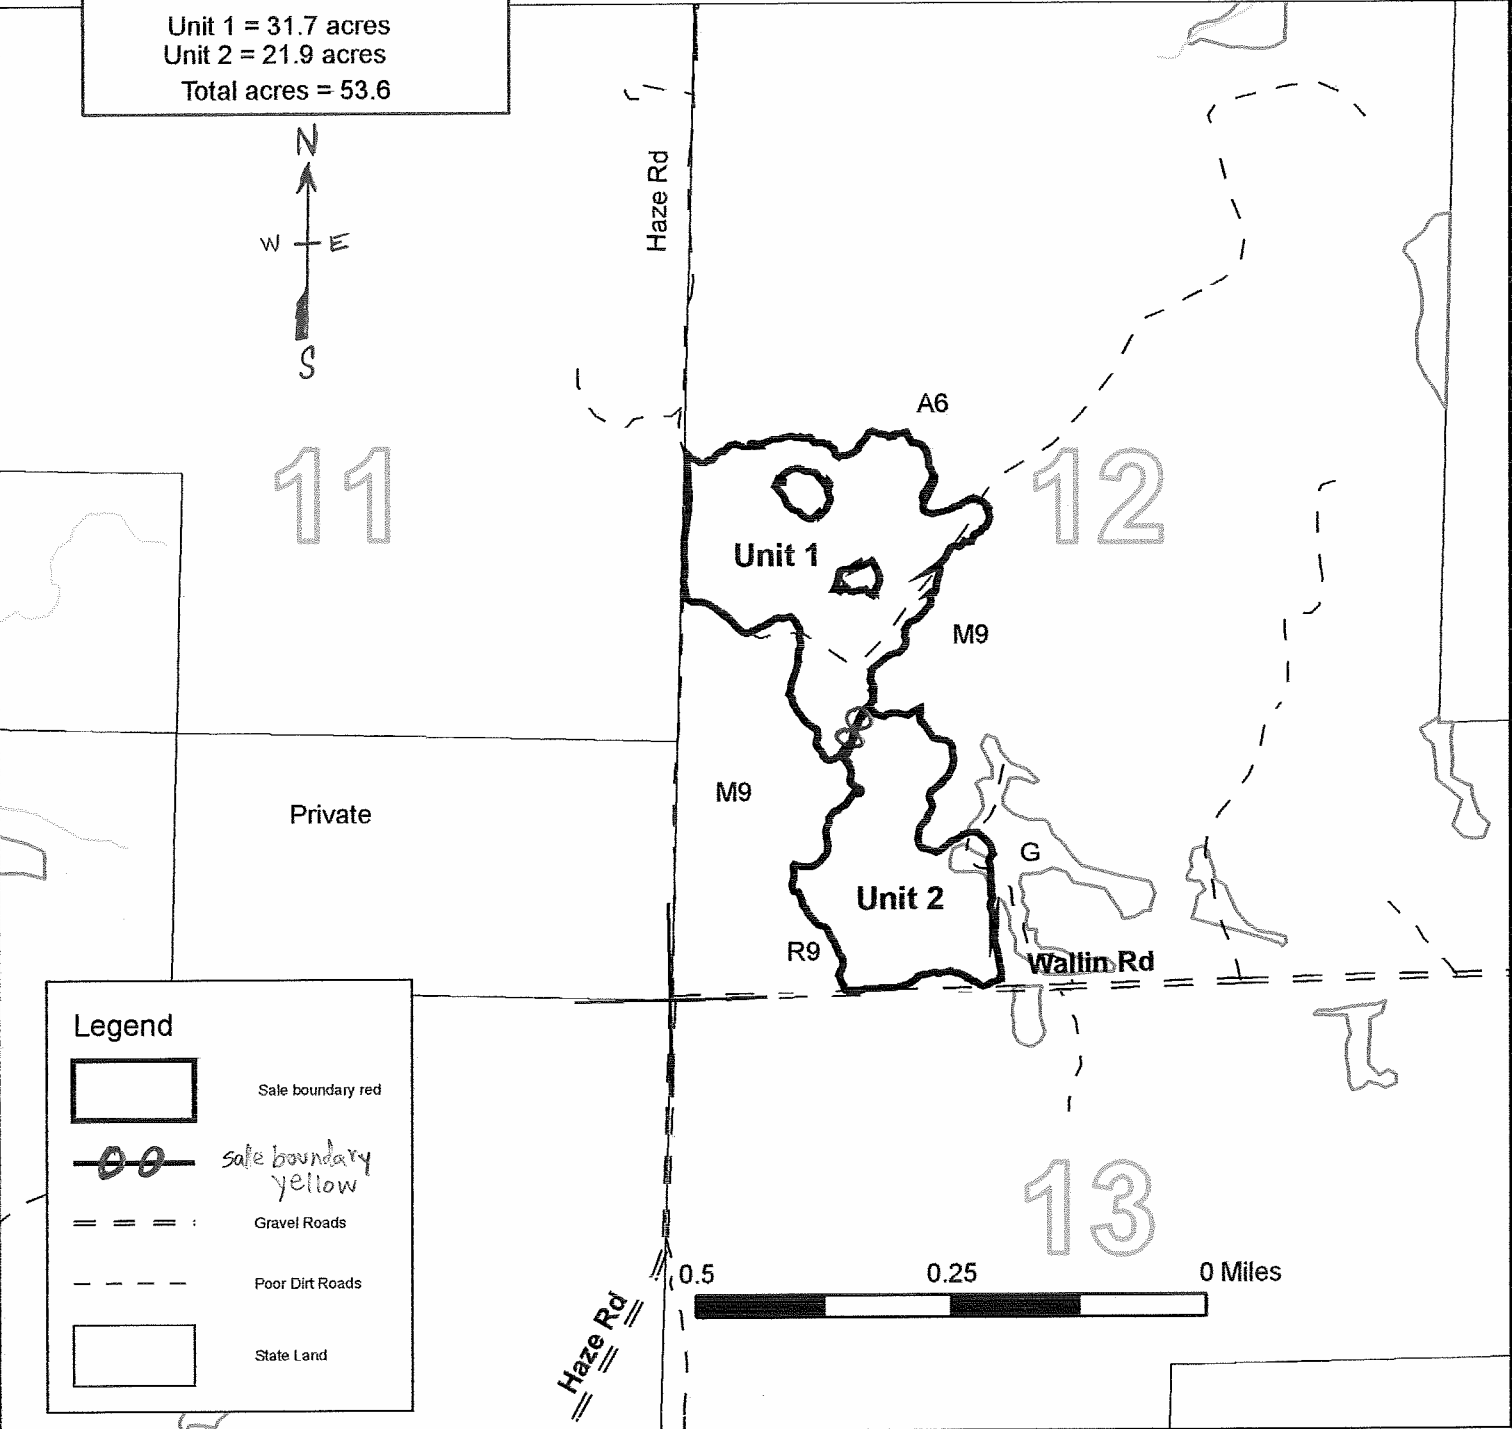 Unit 1 = 31.7 acres
Unit 2 = 21.9 acres
Total acres = 53.6
N
W E
S
Haze Rd
A6
11
12
Unit 1
M9
M9
Private
G
Unit 2
R9
Wallin Rd
Legend
Sale boundary red
sale boundary
yellow
Gravel Roads
Poor Dirt Roads
State Land
13
0.5 0.25 0 Miles
Haze Rd